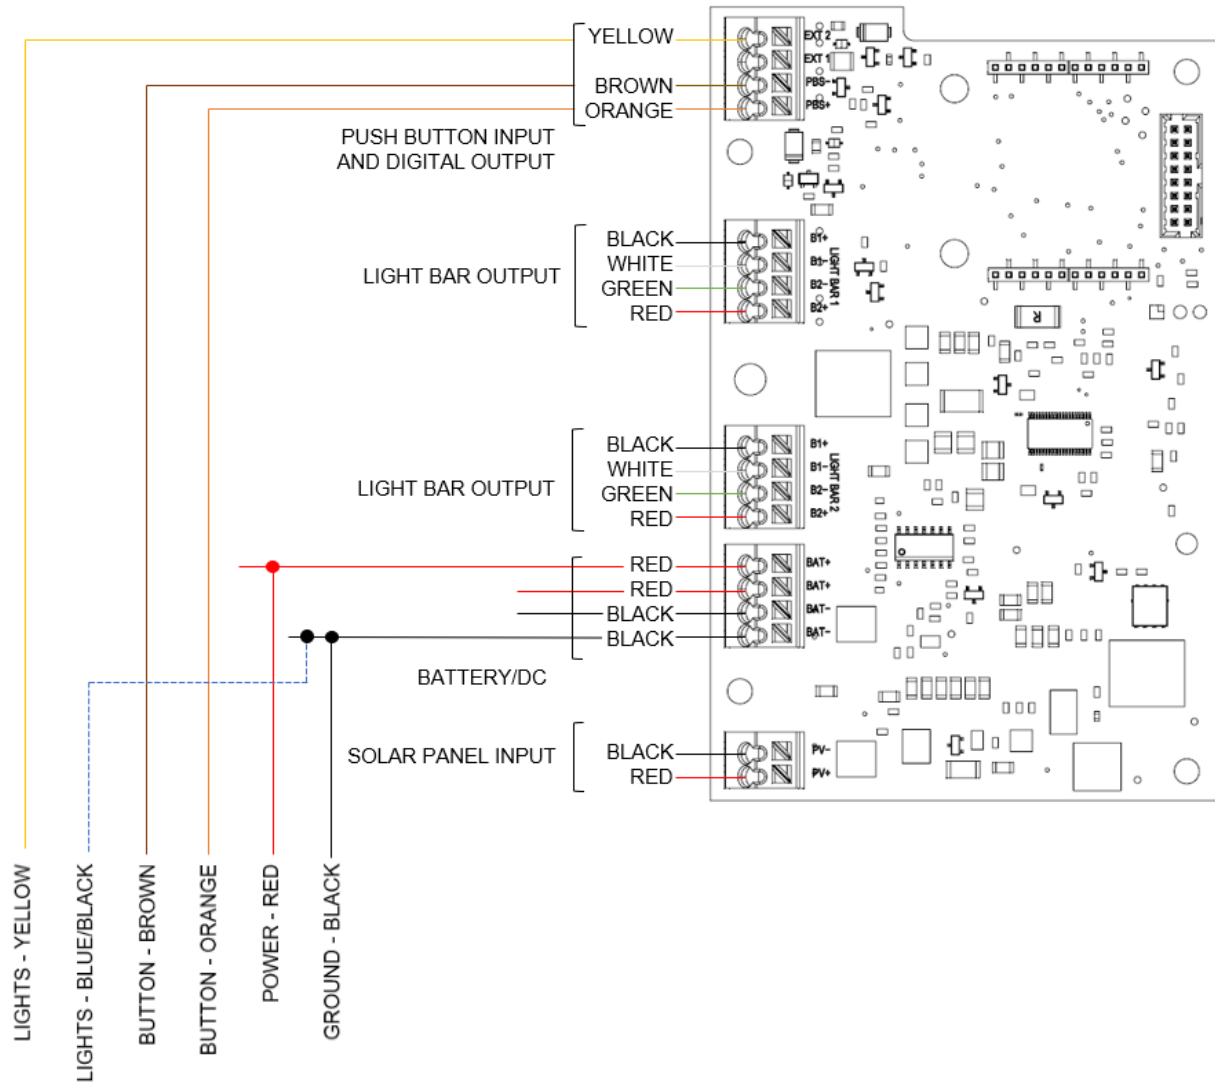 YELLOW
EXT 2
EXT 1
BROWN
PBS-
ORANGE
PBS+
PUSH BUTTON INPUT
AND DIGITAL OUTPUT
BLACK
B1+
WHITE
B1-
LIGHT BAR OUTPUT
GREEN
B2-
RED
B2+
LIGHT BAR 1
R
BLACK
B1+
WHITE
B1-
LIGHT BAR OUTPUT
GREEN
B2-
RED
B2+
LIGHT BAR 2
RED
BAT+
RED
BAT+
BLACK
BAT-
BLACK
BAT-
BATTERY/DC
SOLAR PANEL INPUT
BLACK
PV-
RED
PV+
LIGHTS - YELLOW
LIGHTS - BLUE/BLACK
BUTTON - BROWN
BUTTON - ORANGE
POWER - RED
GROUND - BLACK